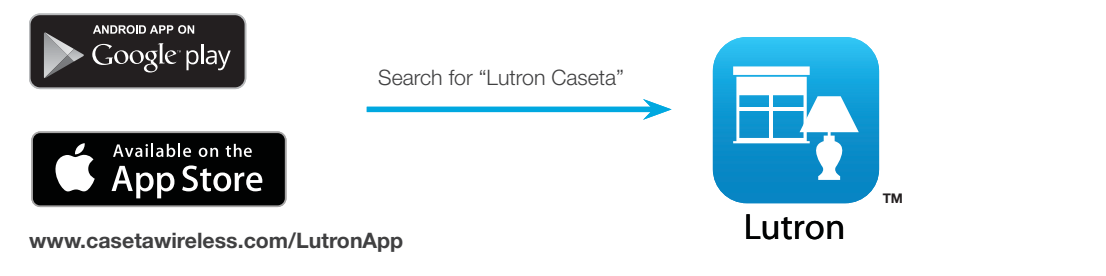 ANDROID APP ON
Google™ play
Search for “Lutron Caseta”
Available on the
App Store
www.casetawireless.com/LutronApp
TM
Lutron